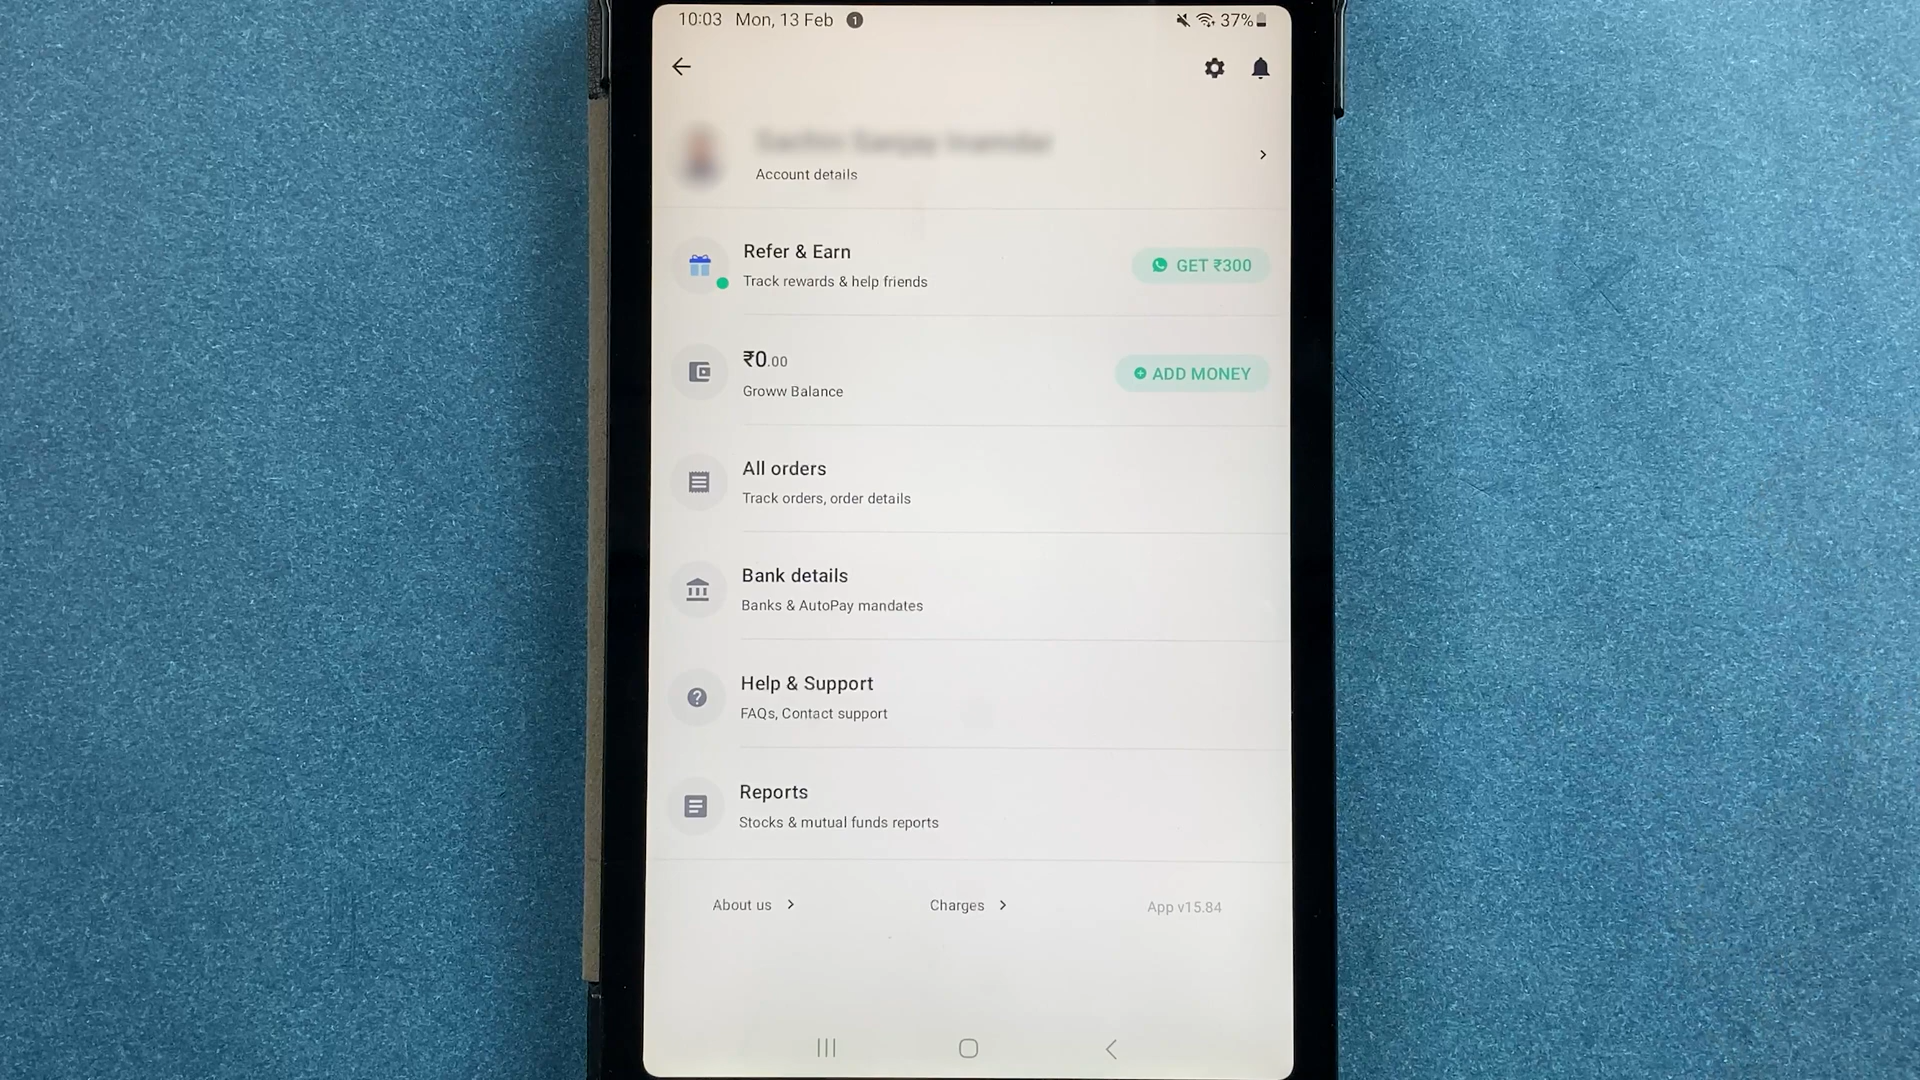 10:03 Mon, 13 Feb 1 37%
Account details
Refer & Earn
Track rewards & help friends
GET ₹300
₹0.00
Groww Balance
ADD MONEY
All orders
Track orders, order details
Bank details
Banks & AutoPay mandates
Help & Support
FAQs, Contact support
Reports
Stocks & mutual funds reports
About us
Charges
App v15.84